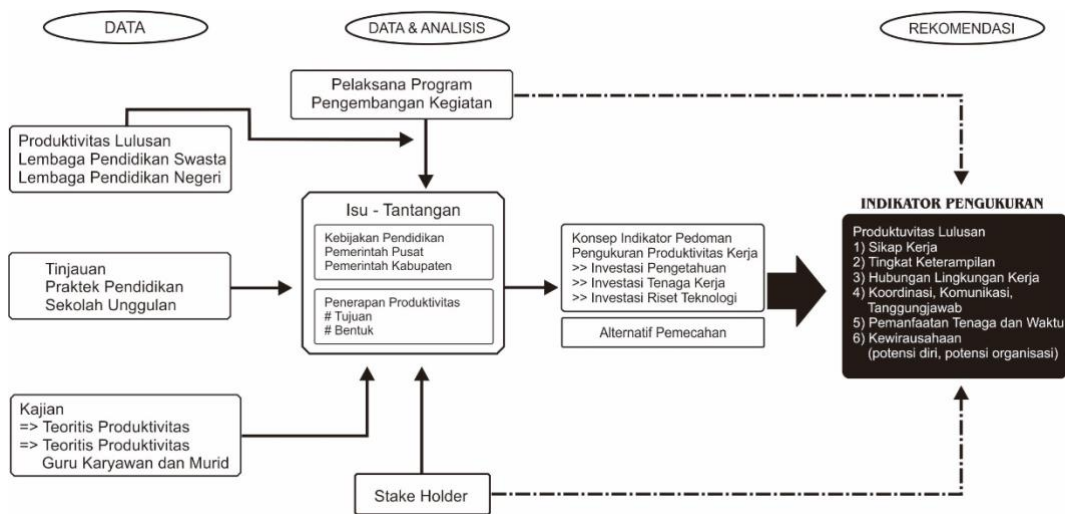 DATA
DATA & ANALISIS
REKOMENDASI
Pelaksana Program
Pengembangan Kegiatan
Produktivitas Lulusan
Lembaga Pendidikan Swasta
Lembaga Pendidikan Negeri
Tinjauan
Praktek Pendidikan
Sekolah Unggulan
Kajian
=> Teoritis Produktivitas
=> Teoritis Produktivitas
Guru Karyawan dan Murid
Isu - Tantangan
Kebijakan Pendidikan
Pemerintah Pusat
Pemerintah Kabupaten
Penerapan Produktivitas
# Tujuan
# Bentuk
Stake Holder
Konsep Indikator Pedoman
Pengukuran Produktivitas Kerja
>> Investasi Pengetahuan
>> Investasi Tenaga Kerja
>> Investasi Riset Teknologi
Alternatif Pemecahan
INDIKATOR PENGUKURAN
Produktuvitas Lulusan
1) Sikap Kerja
2) Tingkat Keterampilan
3) Hubungan Lingkungan Kerja
4) Koordinasi, Komunikasi,
Tanggungjawab
5) Pemanfaatan Tenaga dan Waktu
6) Kewirausahaan
(potensi diri, potensi organisasi)